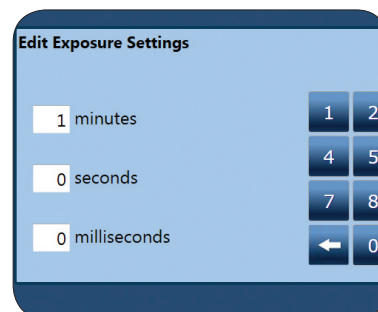 Edit Exposure Settings
1 minutes
0 seconds
0 milliseconds
1 2
4 5
7 8
0